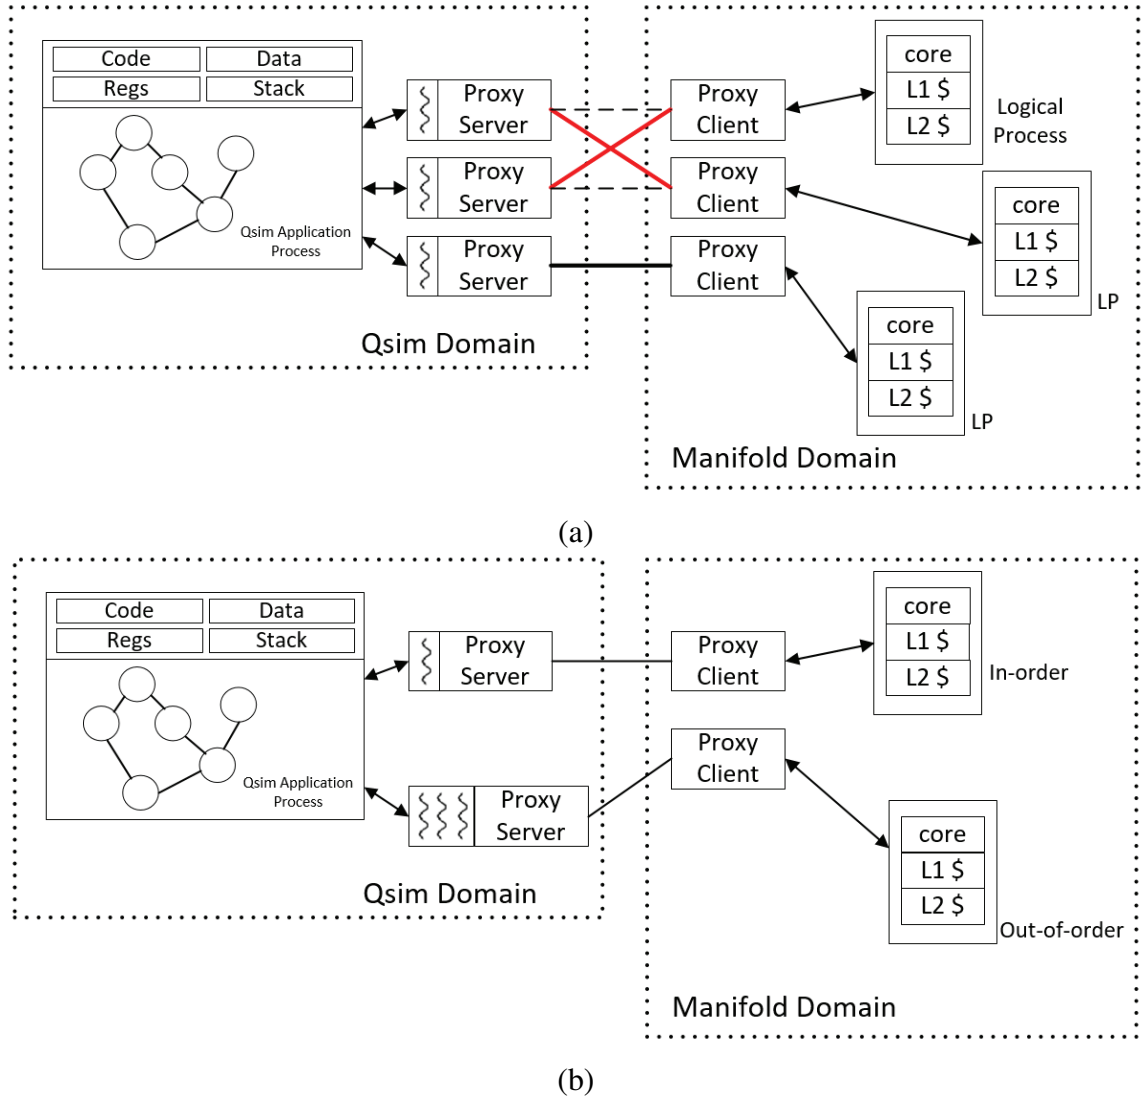 Code
Data
Regs
Stack
Qsim Application
Process
Proxy
Server
Proxy
Server
Proxy
Server
Qsim Domain
Proxy
Client
Proxy
Client
Proxy
Client
core
L1 $
L2 $
Logical
Process
core
L1 $
L2 $
LP
core
L1 $
L2 $
LP
Manifold Domain
(a)
Code
Data
Regs
Stack
Qsim Application
Process
Proxy
Server
Proxy
Server
Qsim Domain
Proxy
Client
Proxy
Client
core
L1 $
L2 $
In-order
core
L1 $
L2 $
Out-of-order
Manifold Domain
(b)